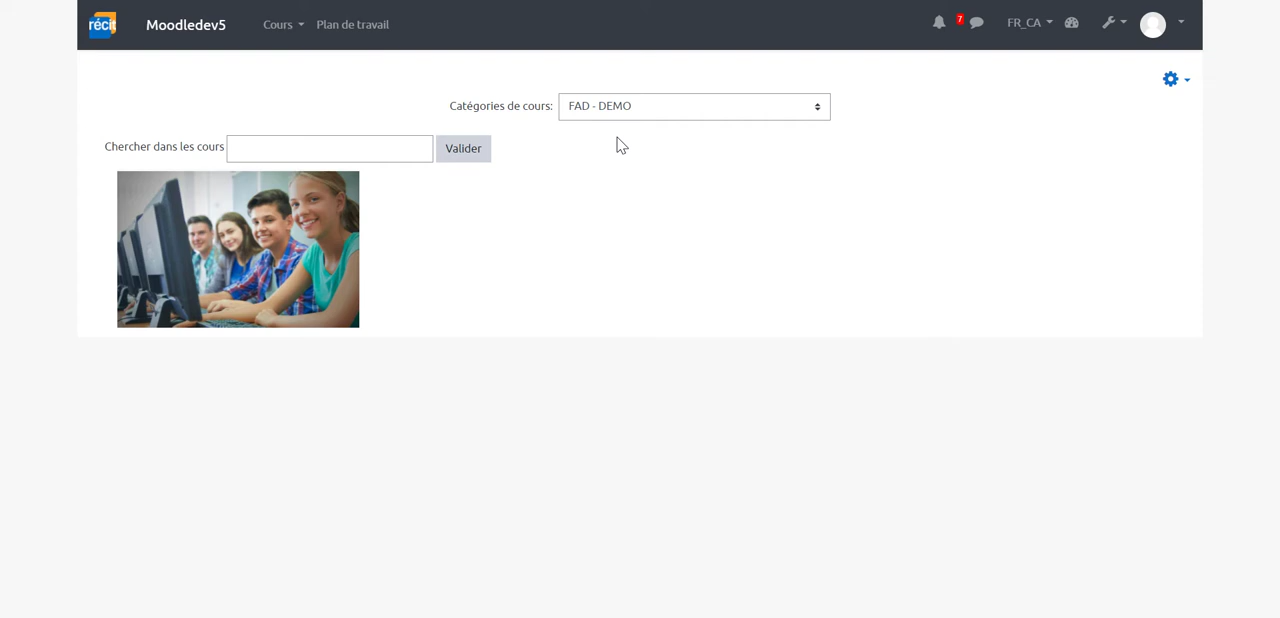 récit Moodledev5 Cours Plan de travail 7 FR_CA
Catégories de cours: FAD - DEMO
Chercher dans les cours Valider